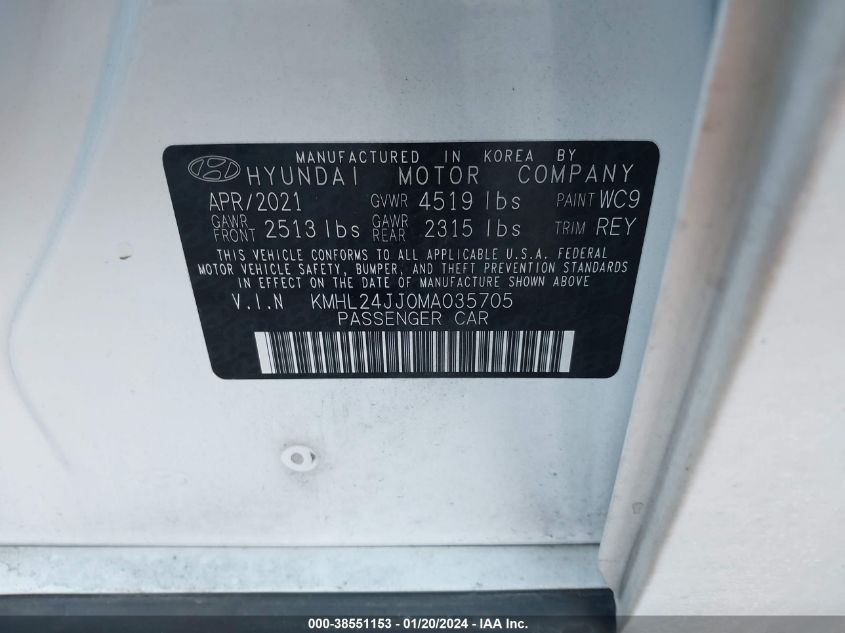 MANUFACTURED IN KOREA BY
HYUNDAI MOTOR COMPANY
APR/2021 GVWR 4519 lbs PAINT WC9
GAWR FRONT 2513 lbs GAWR REAR 2315 lbs TRIM REY
THIS VEHICLE CONFORMS TO ALL APPLICABLE U.S.A. FEDERAL
MOTOR VEHICLE SAFETY, BUMPER, AND THEFT PREVENTION STANDARDS
IN EFFECT ON THE DATE OF MANUFACTURE SHOWN ABOVE
V.I.N KMHL24JJ0MA035705
PASSENGER CAR
000-38551153 - 01/20/2024 - IAA Inc.